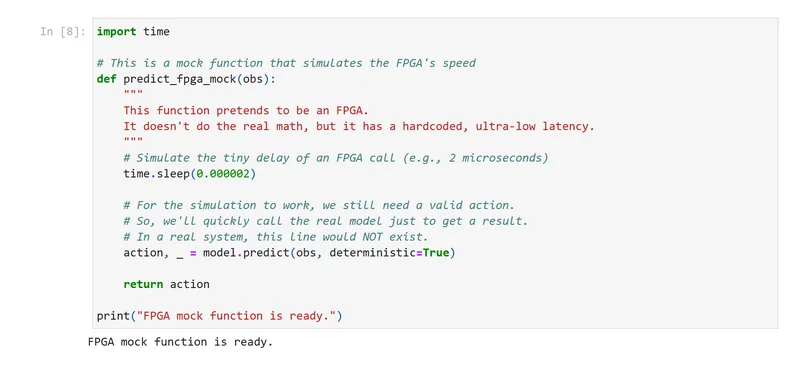 In [8]: import time
# This is a mock function that simulates the FPGA's speed
def predict_fpga_mock(obs):
    """
    This function pretends to be an FPGA.
    It doesn't do the real math, but it has a hardcoded, ultra-low latency.
    """
    # Simulate the tiny delay of an FPGA call (e.g., 2 microseconds)
    time.sleep(0.000002)
    # For the simulation to work, we still need a valid action.
    # So, we'll quickly call the real model just to get a result.
    # In a real system, this line would NOT exist.
    action, _ = model.predict(obs, deterministic=True)
    return action
print("FPGA mock function is ready.")
FPGA mock function is ready.